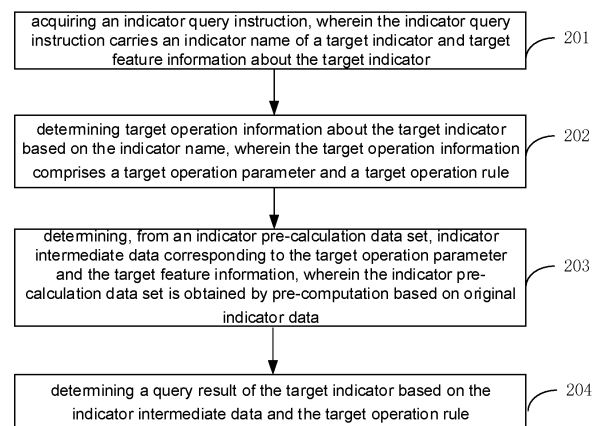 acquiring an indicator query instruction, wherein the indicator query
instruction carries an indicator name of a target indicator and target
feature information about the target indicator
201
determining target operation information about the target indicator
based on the indicator name, wherein the target operation information
comprises a target operation parameter and a target operation rule
202
determining, from an indicator pre-calculation data set, indicator
intermediate data corresponding to the target operation parameter
and the target feature information, wherein the indicator pre-
calculation data set is obtained by pre-computation based on original
indicator data
203
determining a query result of the target indicator based on the
indicator intermediate data and the target operation rule
204